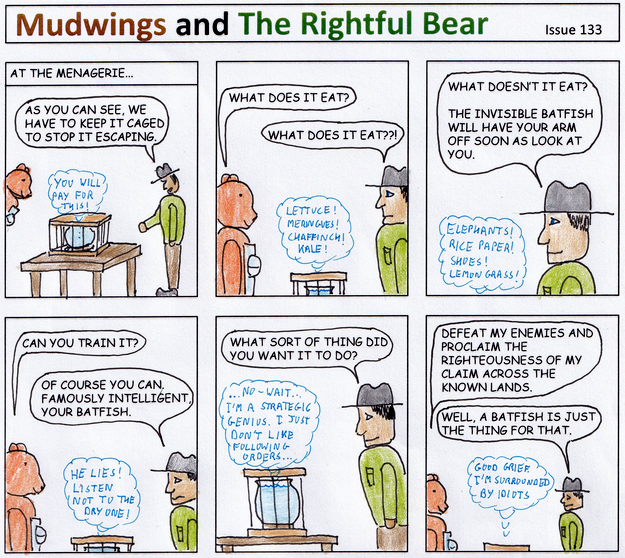 Mudwings and The Rightful Bear
Issue 133
AT THE MENAGERIE...
AS YOU CAN SEE, WE
HAVE TO KEEP IT CAGED
TO STOP IT ESCAPING.
YOU WILL
PAY FOR
THIS!
WHAT DOES IT EAT?
WHAT DOES IT EAT??!
LETTUCE!
MERINGUES!
CHAFFINCH!
KALE!
WHAT DOESN'T IT EAT?
THE INVISIBLE BATFISH
WILL HAVE YOUR ARM
OFF SOON AS LOOK AT
YOU.
ELEPHANTS!
RICE PAPER!
SHOES!
LEMON GRASS!
CAN YOU TRAIN IT?
OF COURSE YOU CAN.
FAMOUSLY INTELLIGENT,
YOUR BATFISH.
HE LIES!
LISTEN
NOT TO THE
DRY ONE!
WHAT SORT OF THING DID
YOU WANT IT TO DO?
...NO-WAIT...
I'M A STRATEGIC
GENIUS. I JUST
DON'T LIKE
FOLLOWING
ORDERS...
DEFEAT MY ENEMIES AND
PROCLAIM THE
RIGHTEOUSNESS OF MY
CLAIM ACROSS THE
KNOWN LANDS.
WELL, A BATFISH IS JUST
THE THING FOR THAT.
GOOD GRIEF.
I'M SURROUNDED
BY IDIOTS